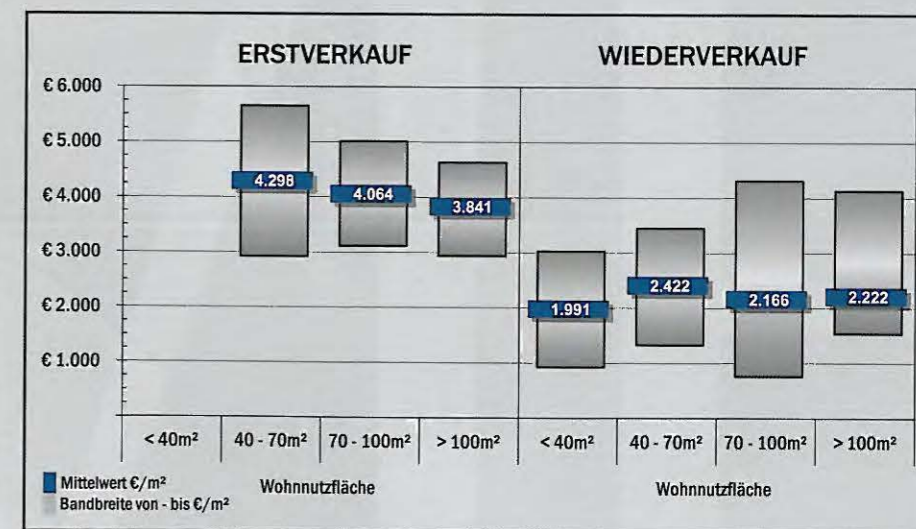 ERSTVERKAUF
WIEDERVERKAUF
€ 6.000
€ 5.000
€ 4.000
€ 3.000
€ 2.000
€ 1.000
4.298
4.064
3.841
1.991
2.422
2.166
2.222
< 40m² 40 - 70m² 70 - 100m² > 100m² < 40m² 40 - 70m² 70 - 100m² > 100m²
Mittelwert €/m²
Bandbreite von - bis €/m²
Wohnnutzfläche
Wohnnutzfläche